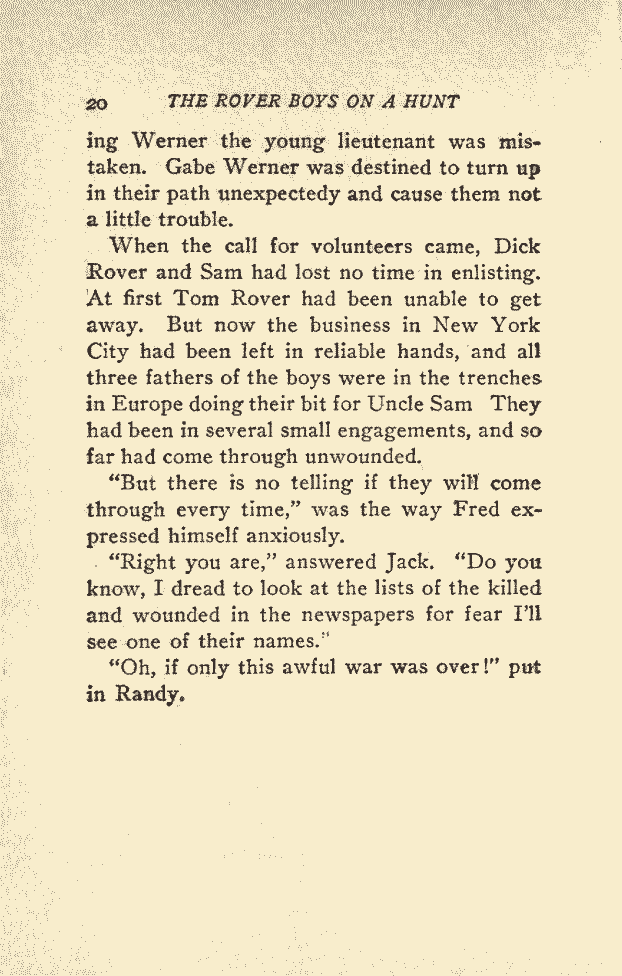 20 THE ROVER BOYS ON A HUNT
ing Werner the young lieutenant was mis-
taken. Gabe Werner was destined to turn up
in their path unexpectedy and cause them not
a little trouble.
When the call for volunteers came, Dick
Rover and Sam had lost no time in enlisting.
At first Tom Rover had been unable to get
away. But now the business in New York
City had been left in reliable hands, and all
three fathers of the boys were in the trenches
in Europe doing their bit for Uncle Sam They
had been in several small engagements, and so
far had come through unwounded.
“But there is no telling if they will come
through every time,” was the way Fred ex-
pressed himself anxiously.
“Right you are,” answered Jack. “Do you
know, I dread to look at the lists of the killed
and wounded in the newspapers for fear I’ll
see one of their names.”
“Oh, if only this awful war was over!” put
in Randy.